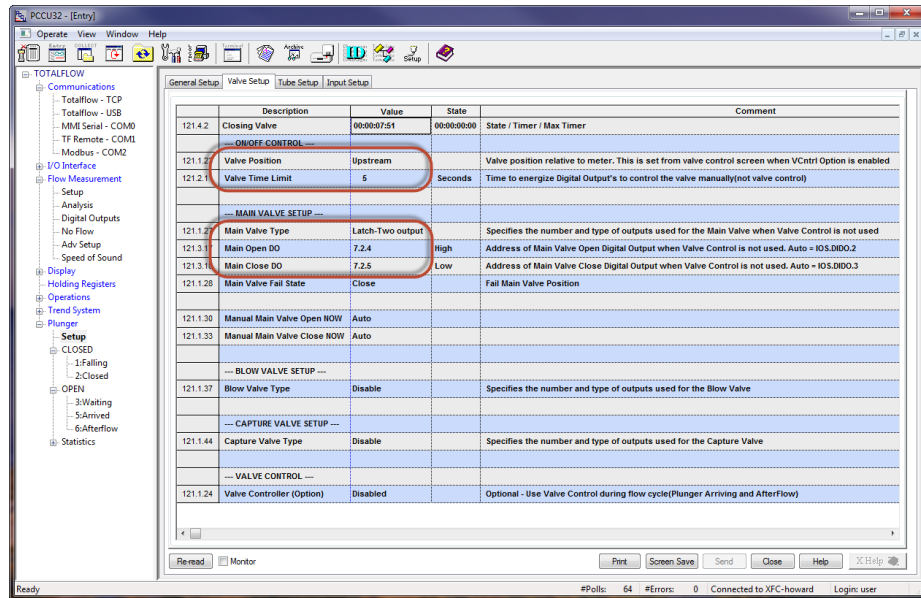 PCCU32 - [Entry]
Operate View Window Help
Entry COLLECT Terminal Archive ID Setup
TOTALFLOW
Communications
Totalflow - TCP
Totalflow - USB
MMI Serial - COM0
TF Remote - COM1
Modbus - COM2
I/O Interface
Flow Measurement
Setup
Analysis
Digital Outputs
No Flow
Adv Setup
Speed of Sound
Display
Holding Registers
Operations
Trend System
Plunger
Setup
CLOSED
1:Falling
2:Closed
OPEN
3:Waiting
5:Arrived
6:Afterflow
Statistics
General Setup Valve Setup Tube Setup Input Setup
Description Value State Comment
121.4.2 Closing Valve 00:00:07:51 00:00:00:00 State / Timer / Max Timer
--- ON/OFF CONTROL ---
121.1.27 Valve Position Upstream Valve position relative to meter. This is set from valve control screen when VCntrl Option is enabled
121.2.1 Valve Time Limit 5 Seconds Time to energize Digital Output's to control the valve manually(not valve control)
--- MAIN VALVE SETUP ---
121.1.27 Main Valve Type Latch-Two output Specifies the number and type of outputs used for the Main Valve when Valve Control is not used
121.3.17 Main Open DO 7.2.4 High Address of Main Valve Open Digital Output when Valve Control is not used. Auto = IOS.DIDO.2
121.3.18 Main Close DO 7.2.5 Low Address of Main Valve Close Digital Output when Valve Control is not used. Auto = IOS.DIDO.3
121.1.28 Main Valve Fail State Close Fail Main Valve Position
121.1.30 Manual Main Valve Open NOW Auto
121.1.33 Manual Main Valve Close NOW Auto
--- BLOW VALVE SETUP ---
121.1.37 Blow Valve Type Disable Specifies the number and type of outputs used for the Blow Valve
--- CAPTURE VALVE SETUP ---
121.1.44 Capture Valve Type Disable Specifies the number and type of outputs used for the Capture Valve
--- VALVE CONTROL ---
121.1.24 Valve Controller (Option) Disabled Optional - Use Valve Control during flow cycle(Plunger Arriving and AfterFlow)
Re-read Monitor Print Screen Save Send Close Help X Help
Ready #Polls: 64 #Errors: 0 Connected to XFC-howard Login: user